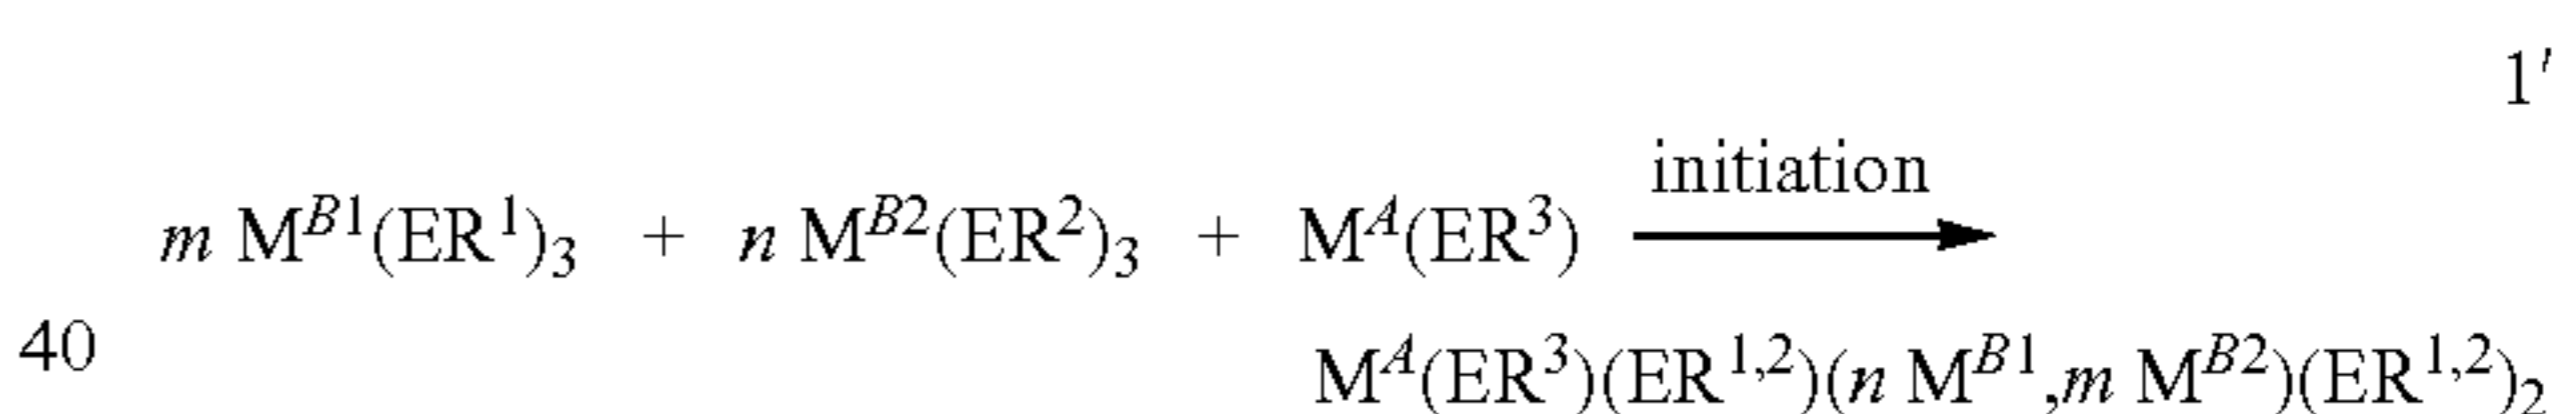 1′
initiation
m M^{B1}(ER^1)_3 + n M^{B2}(ER^2)_3 + M^A(ER^3) ⟶
40 M^A(ER^3)(ER^{1,2})(n M^{B1},m M^{B2})(ER^{1,2})_2